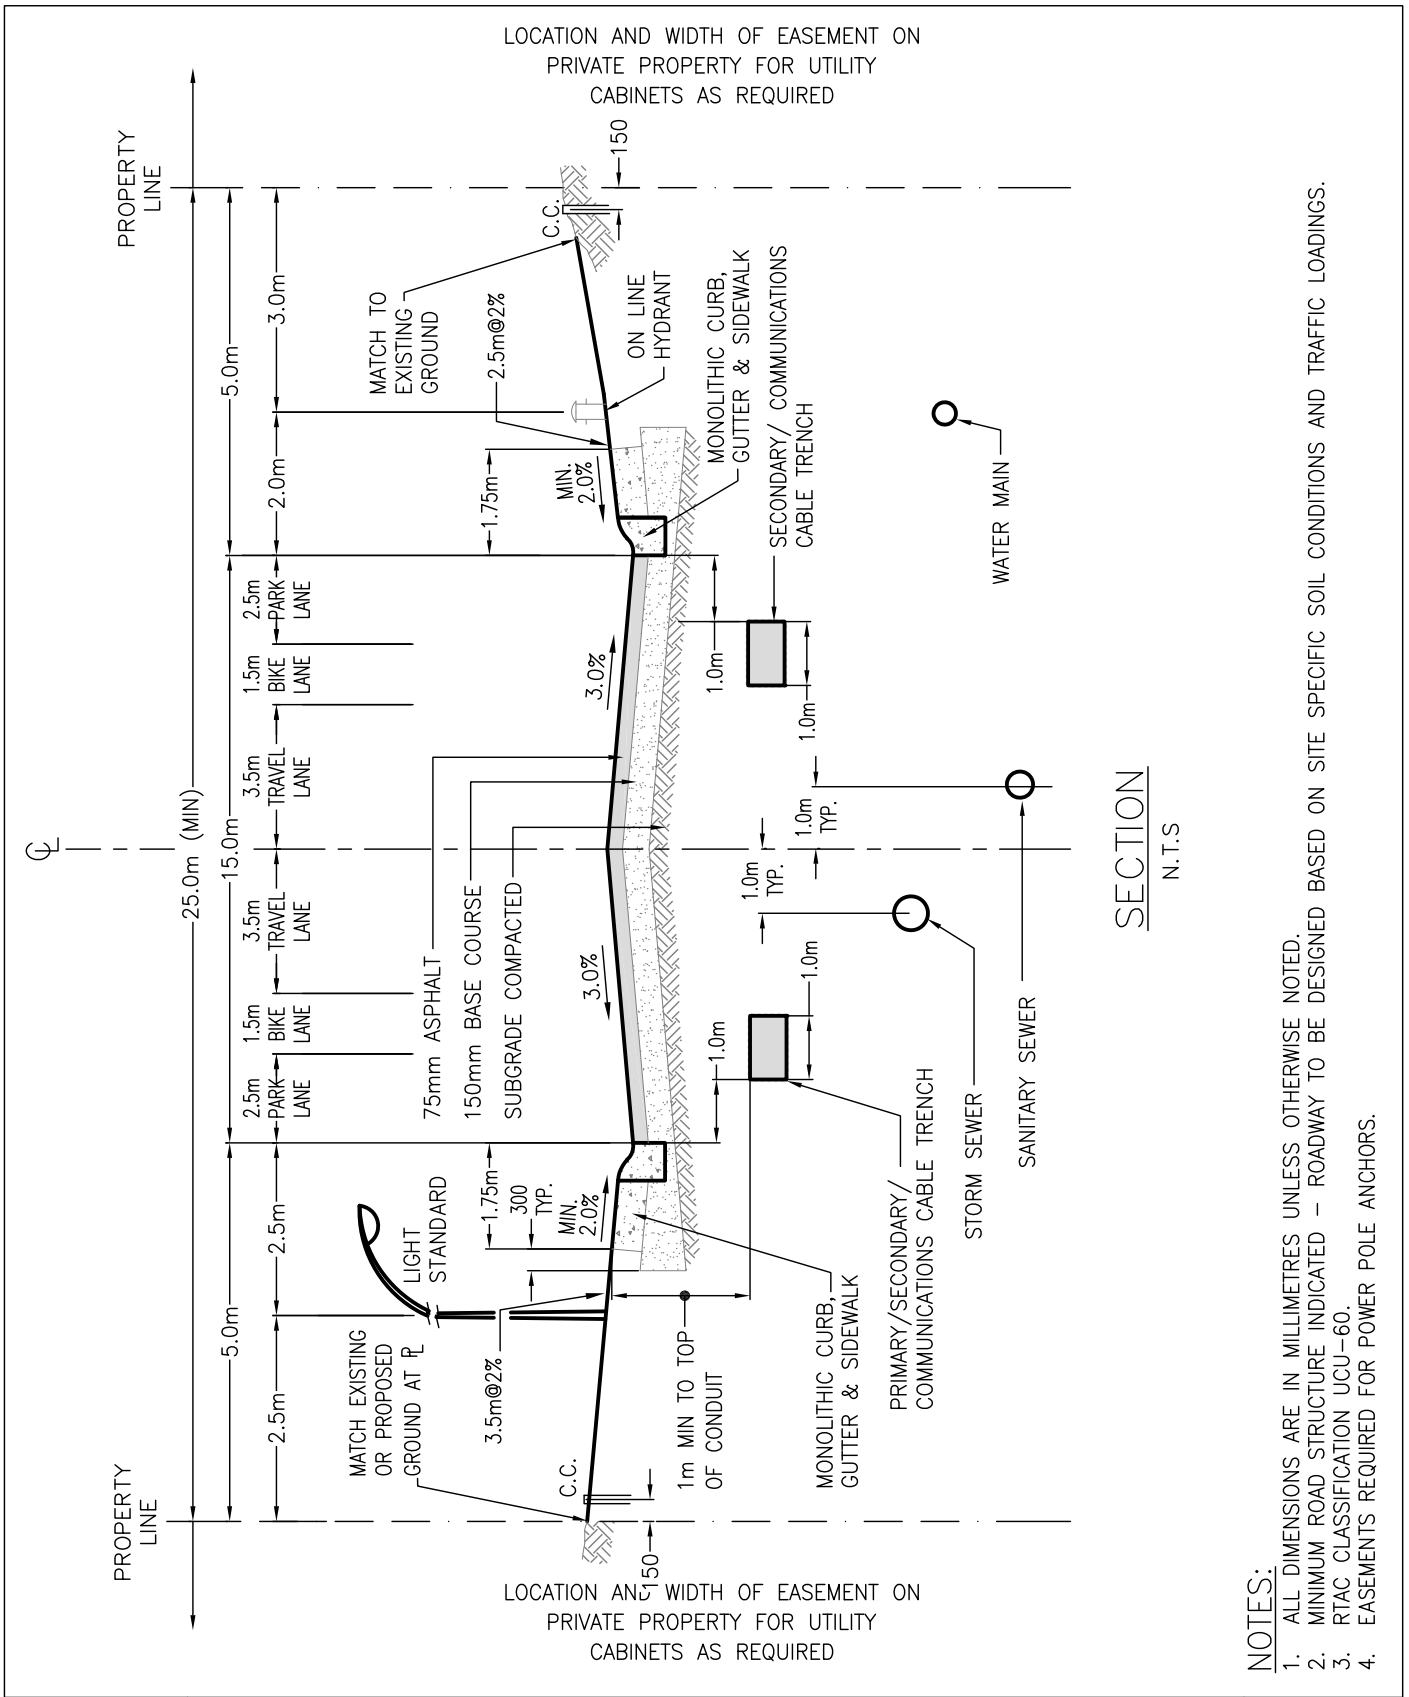 LOCATION AND WIDTH OF EASEMENT ON
PRIVATE PROPERTY FOR UTILITY
CABINETS AS REQUIRED
PROPERTY
LINE
PROPERTY
LINE
C
L
25.0m (MIN)
5.0m
15.0m
5.0m
2.5m
2.5m
2.5m
PARK
LANE
1.5m
BIKE
LANE
3.5m
TRAVEL
LANE
3.5m
TRAVEL
LANE
1.5m
BIKE
LANE
2.5m
PARK
LANE
2.0m
3.0m
MATCH EXISTING
OR PROPOSED
GROUND AT PL
LIGHT
STANDARD
75mm ASPHALT
150mm BASE COURSE
SUBGRADE COMPACTED
MATCH TO
EXISTING
GROUND
2.5m@2%
3.5m@2%
1.75m
300
TYP.
MIN.
2.0%
3.0%
3.0%
1.75m
MIN.
2.0%
C.C.
C.C.
150
150
ON LINE
HYDRANT
1m MIN TO TOP
OF CONDUIT
1.0m
1.0m
1.0m
TYP.
1.0m
TYP.
1.0m
1.0m
MONOLITHIC CURB,
GUTTER & SIDEWALK
SECONDARY/ COMMUNICATIONS
CABLE TRENCH
MONOLITHIC CURB,
GUTTER & SIDEWALK
PRIMARY/SECONDARY/
COMMUNICATIONS CABLE TRENCH
STORM SEWER
SANITARY SEWER
WATER MAIN
LOCATION AND WIDTH OF EASEMENT ON
PRIVATE PROPERTY FOR UTILITY
CABINETS AS REQUIRED
SECTION
N.T.S
NOTES:
1. ALL DIMENSIONS ARE IN MILLIMETRES UNLESS OTHERWISE NOTED.
2. MINIMUM ROAD STRUCTURE INDICATED – ROADWAY TO BE DESIGNED BASED ON SITE SPECIFIC SOIL CONDITIONS AND TRAFFIC LOADINGS.
3. RTAC CLASSIFICATION UCU-60.
4. EASEMENTS REQUIRED FOR POWER POLE ANCHORS.